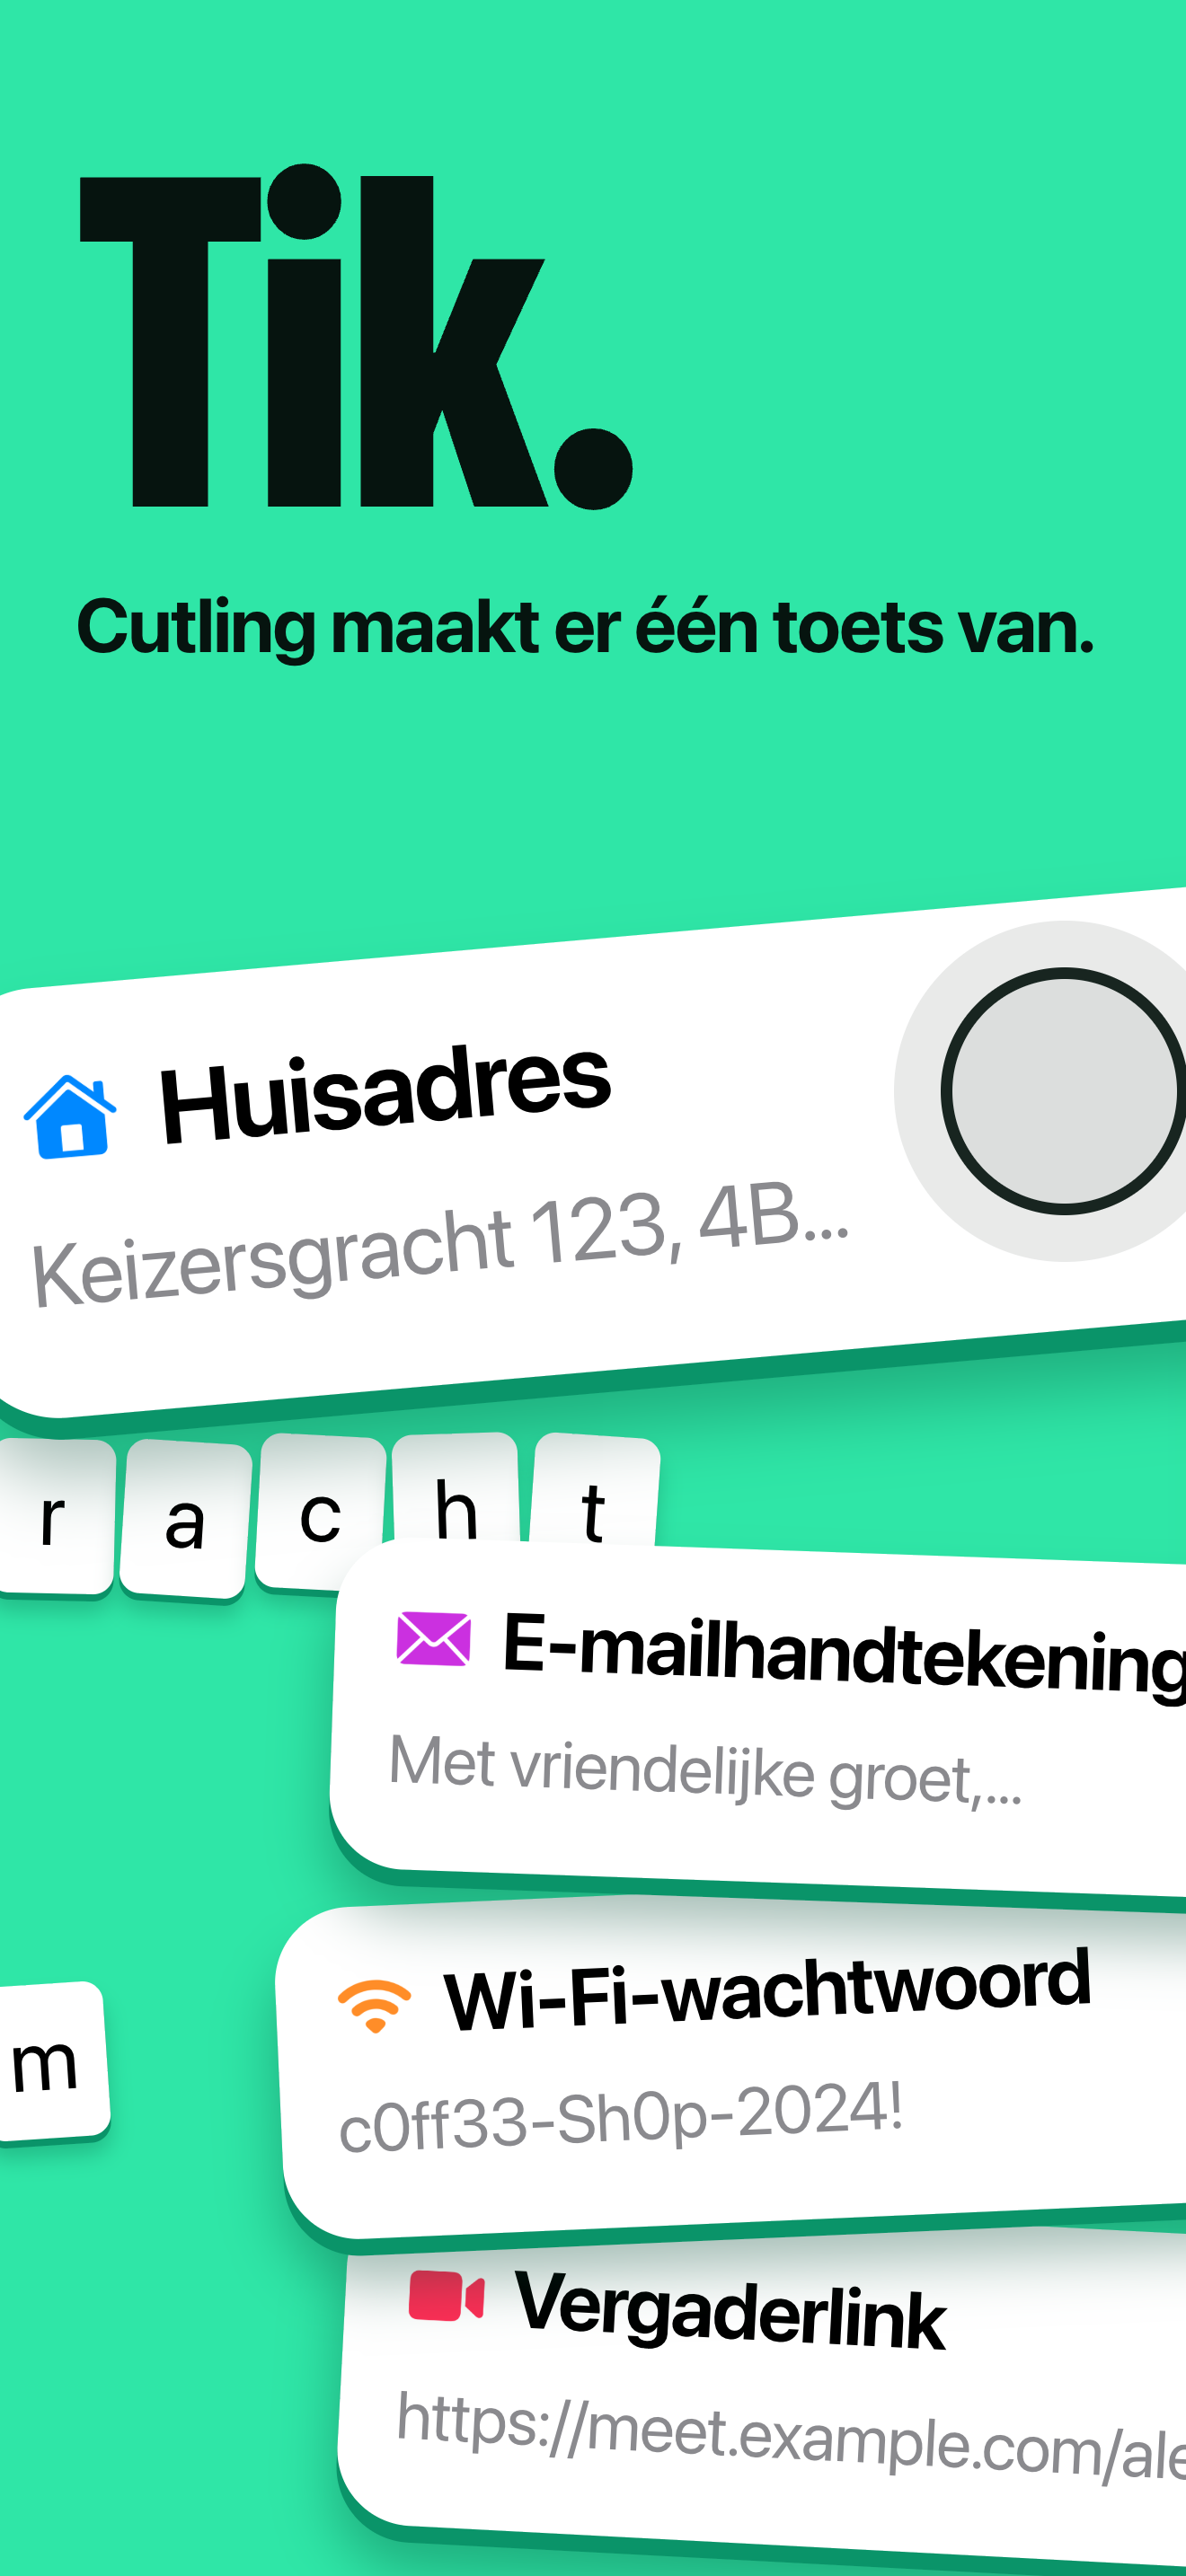 Tik.
Cutling maakt er één toets van.
Huisadres
Keizersgracht 123, 4B...
r a c h t
E-mailhandtekening
Met vriendelijke groet,...
Wi-Fi-wachtwoord
m
c0ff33-Sh0p-2024!
Vergaderlink
https://meet.example.com/ale